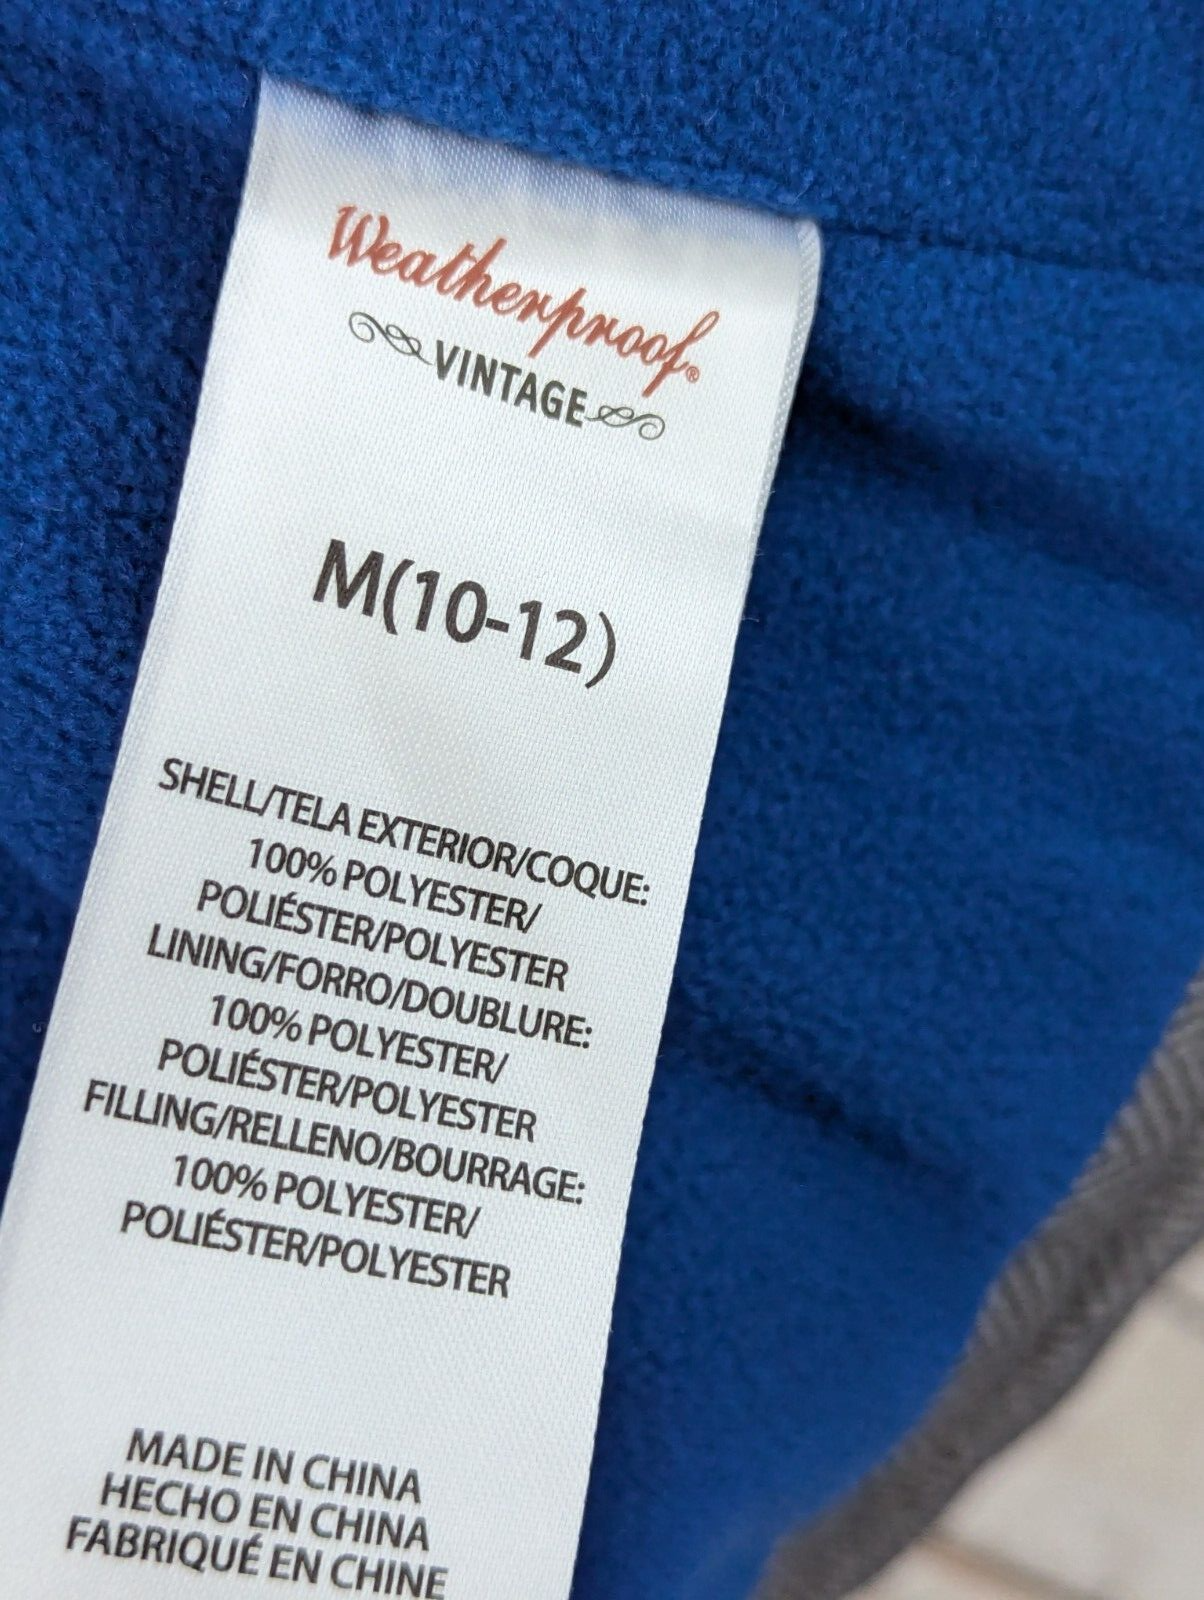 Weatherproof®
VINTAGE
M(10-12)
SHELL/TELA EXTERIOR/COQUE:
100% POLYESTER/
POLIÉSTER/POLYESTER
LINING/FORRO/DOUBLURE:
100% POLYESTER/
POLIÉSTER/POLYESTER
FILLING/RELLENO/BOURRAGE:
100% POLYESTER/
POLIÉSTER/POLYESTER
MADE IN CHINA
HECHO EN CHINA
FABRIQUÉ EN CHINE